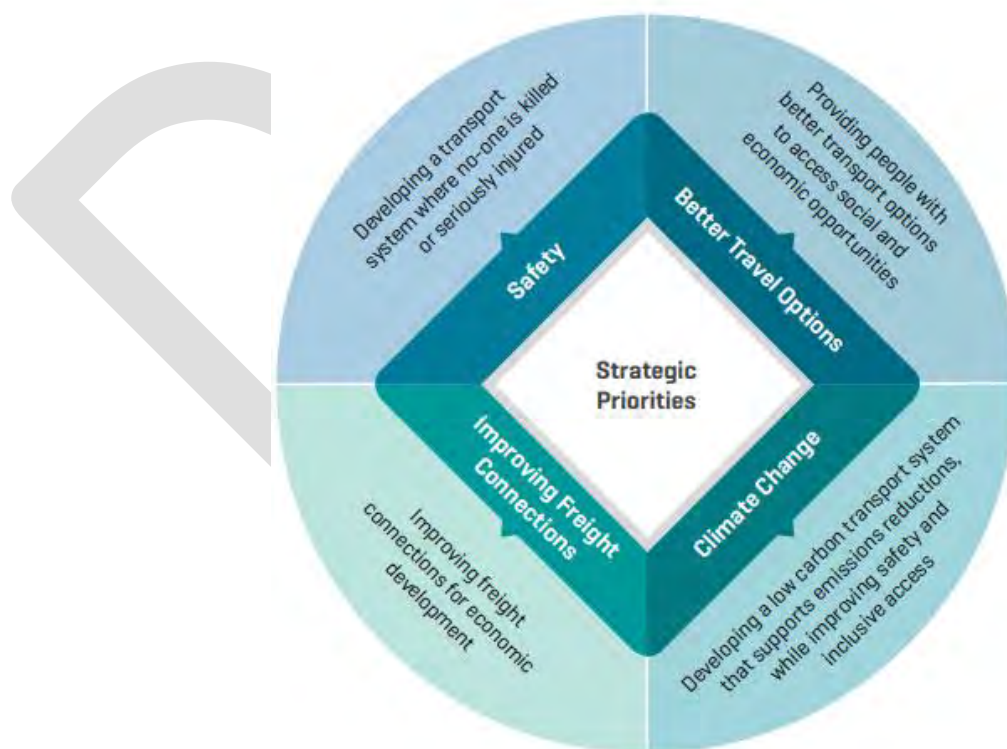 Developing a transport
system where no-one is killed
or seriously injured
Safety
Providing people with
better transport options
to access social and
economic opportunities
Better Travel Options
Strategic
Priorities
Improving Freight
Connections
Improving freight
connections for economic
development
Climate Change
Developing a low carbon transport system
that supports emissions reductions,
while improving safety and
inclusive access